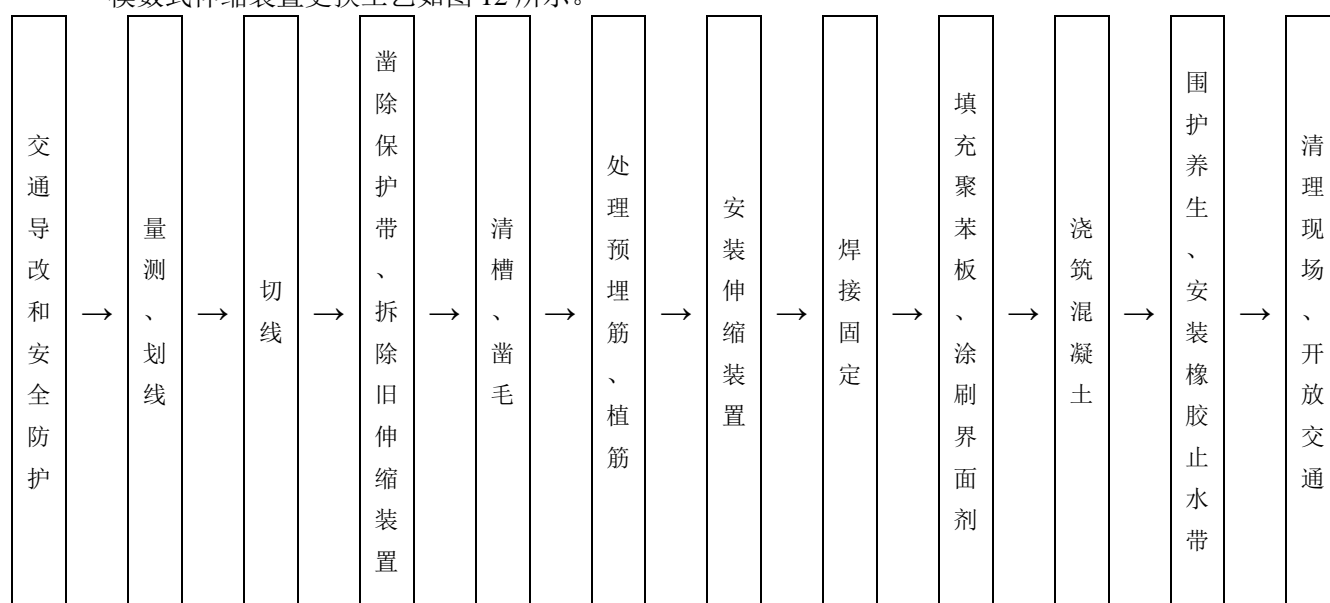 模数式伸缩装置更换工艺如图 12 所示。
交通导改和安全防护
→
量测、划线
→
切线
→
凿除保护带、拆除旧伸缩装置
→
清槽、凿毛
→
处理预埋筋、植筋
→
安装伸缩装置
→
焊接固定
→
填充聚苯板、涂刷界面剂
→
浇筑混凝土
→
围护养生、安装橡胶止水带
→
清理现场、开放交通